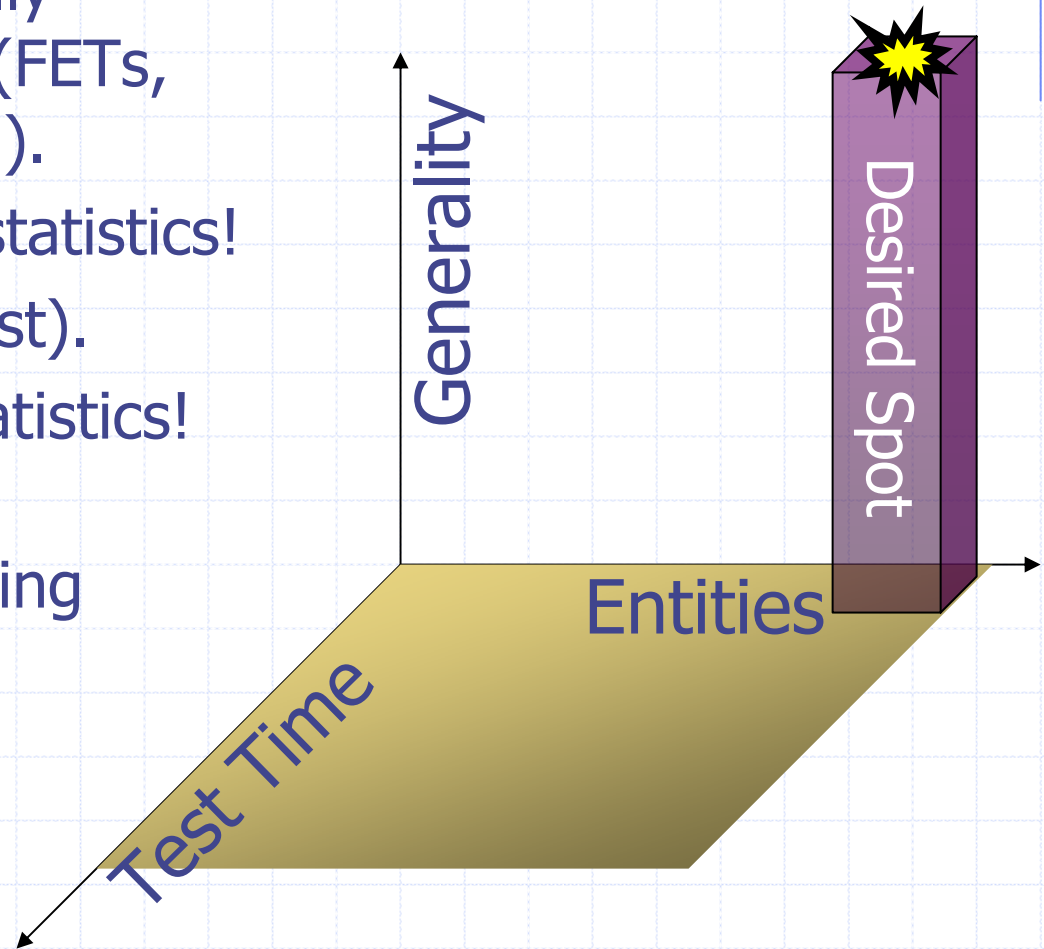 (FETs,
).
statistics!
st).
atistics!
ing
Generality
Desired Spot
Entities
Test Time